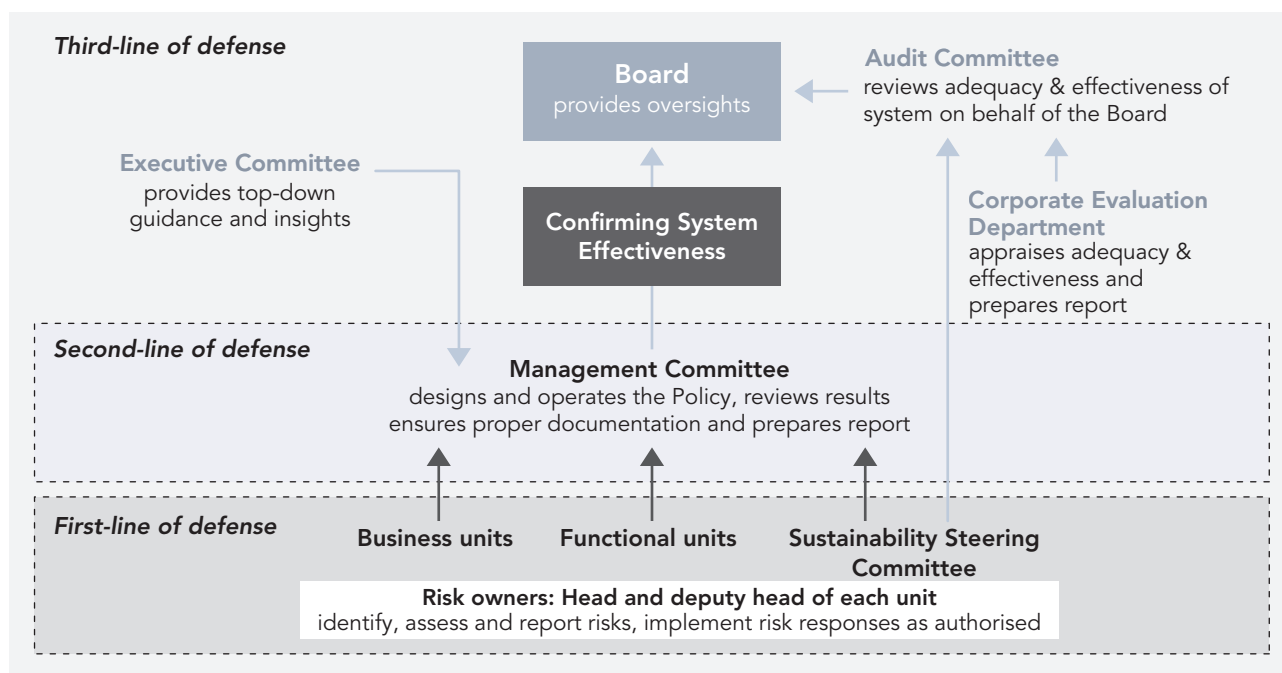 Third-line of defense
Board
provides oversights
Audit Committee
reviews adequacy & effectiveness of
system on behalf of the Board
Executive Committee
provides top-down
guidance and insights
Confirming System
Effectiveness
Corporate Evaluation
Department
appraises adequacy &
effectiveness and
prepares report
Second-line of defense
Management Committee
designs and operates the Policy, reviews results
ensures proper documentation and prepares report
First-line of defense
Business units
Functional units
Sustainability Steering
Committee
Risk owners: Head and deputy head of each unit
identify, assess and report risks, implement risk responses as authorised